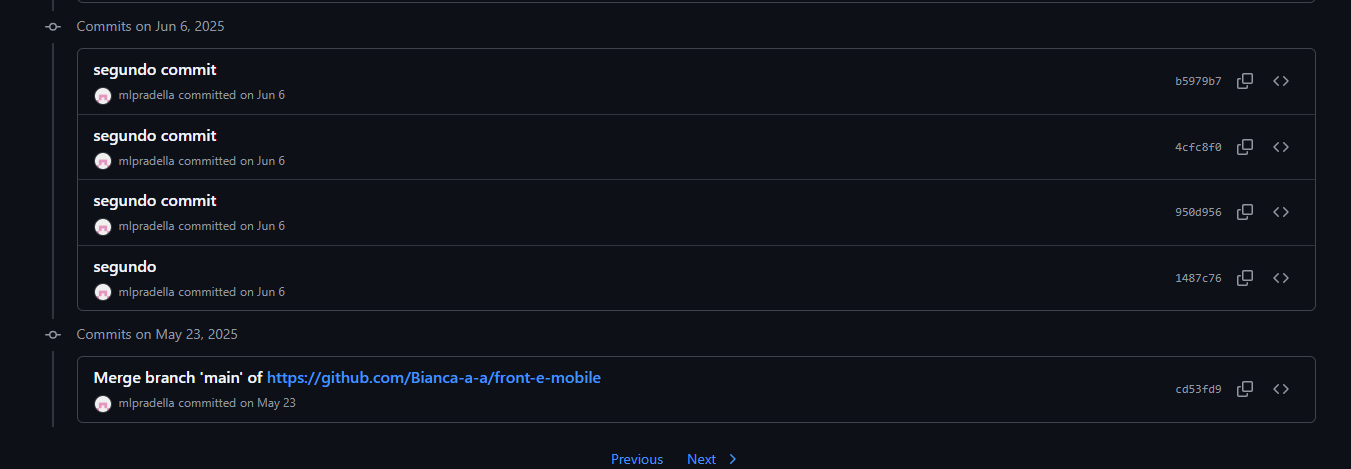 Commits on Jun 6, 2025
segundo commit
mlpradella committed on Jun 6
b5979b7
segundo commit
mlpradella committed on Jun 6
4cfc8f0
segundo commit
mlpradella committed on Jun 6
950d956
segundo
mlpradella committed on Jun 6
1487c76
Commits on May 23, 2025
Merge branch 'main' of https://github.com/Bianca-a-a/front-e-mobile
mlpradella committed on May 23
cd53fd9
Previous Next